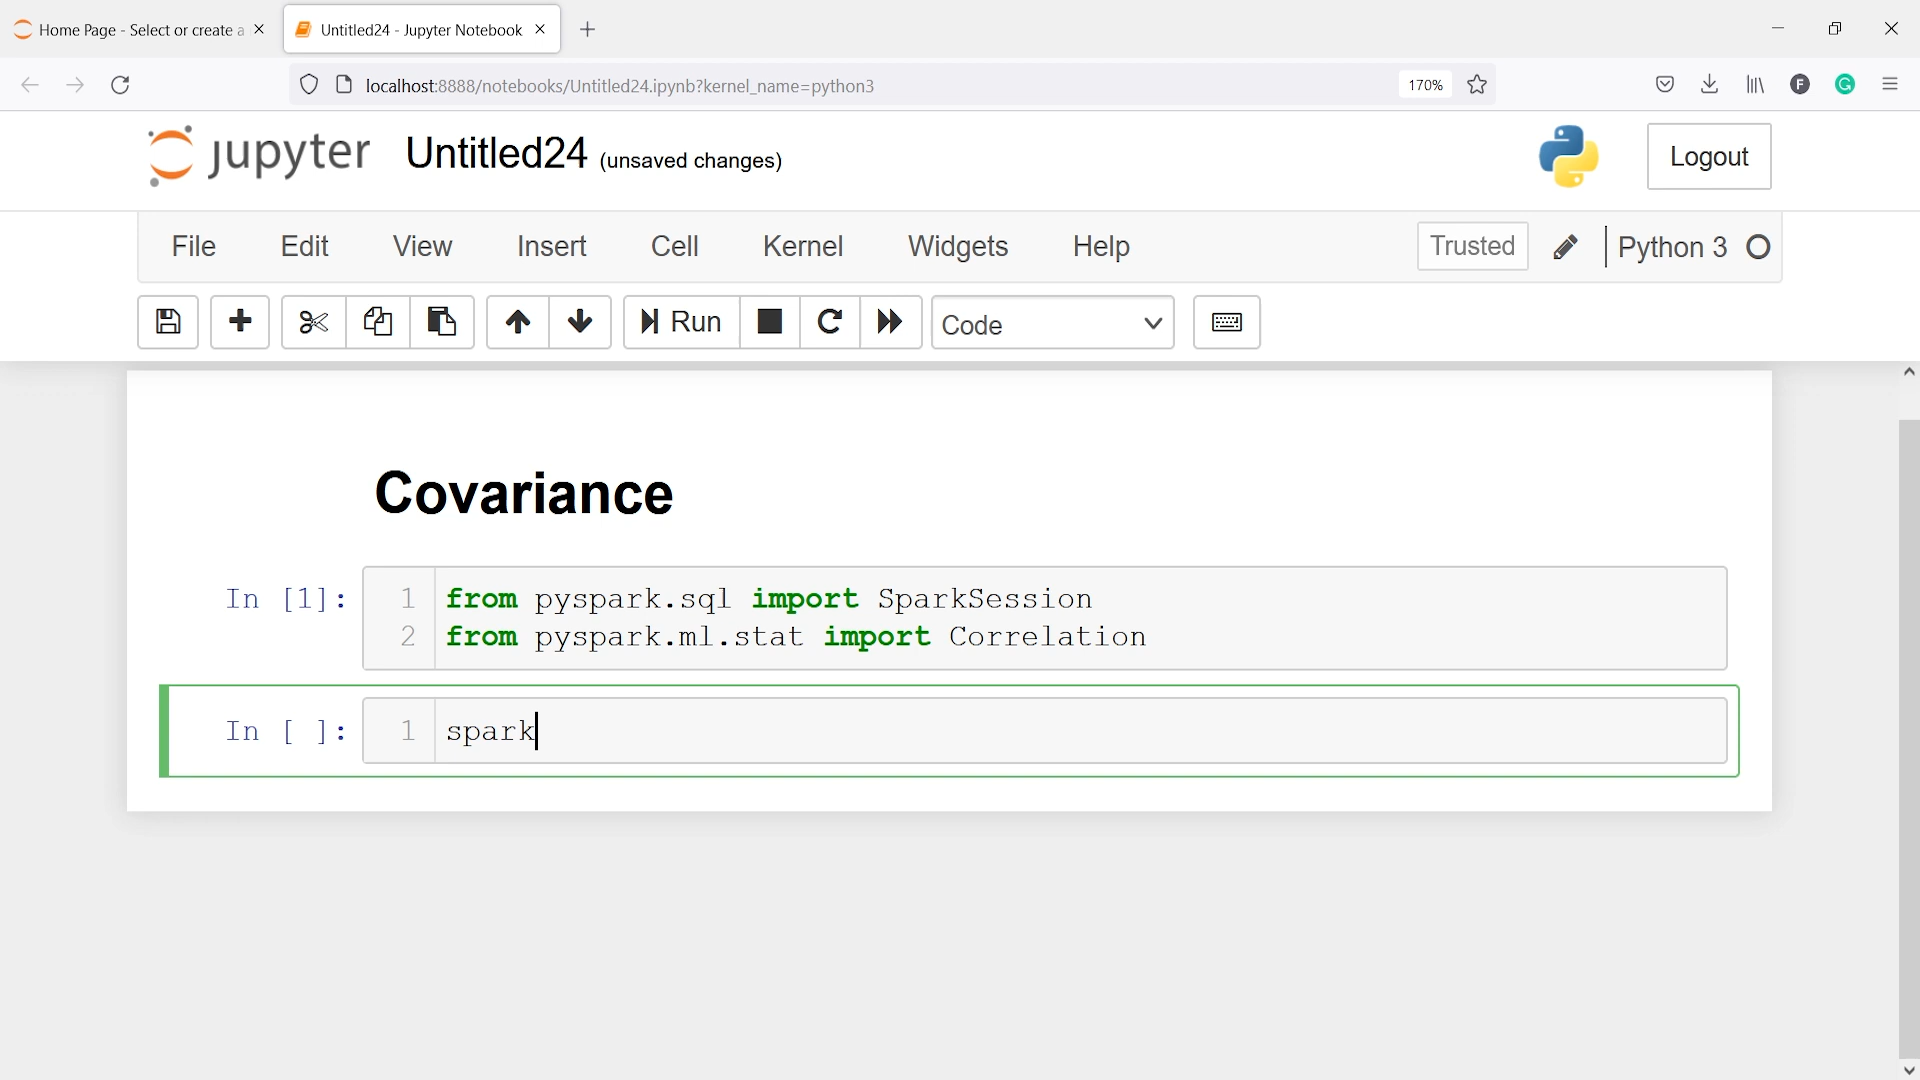 Home Page - Select or create a
Untitled24 - Jupyter Notebook
localhost:8888/notebooks/Untitled24.ipynb?kernel_name=python3
170%
F
G
jupyter Untitled24 (unsaved changes)
Logout
File Edit View Insert Cell Kernel Widgets Help
Trusted
Python 3
Run
Code
Covariance
In [1]:
1 from pyspark.sql import SparkSession
2 from pyspark.ml.stat import Correlation
In [ ]:
1 spark